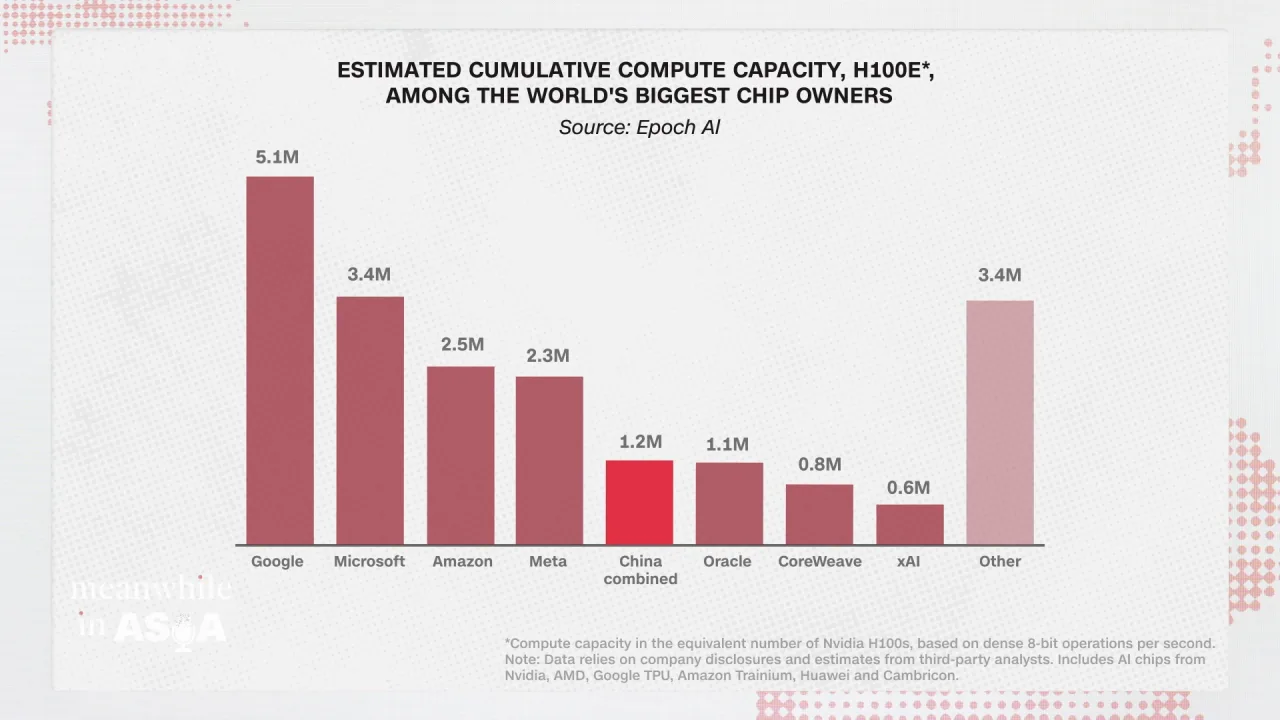 ESTIMATED CUMULATIVE COMPUTE CAPACITY, H100E*,
AMONG THE WORLD'S BIGGEST CHIP OWNERS
Source: Epoch AI
5.1M
3.4M
2.5M
2.3M
1.2M
1.1M
0.8M
0.6M
3.4M
Google
Microsoft
Amazon
Meta
China
combined
Oracle
CoreWeave
xAI
Other
meanwhile
in ASIA
*Compute capacity in the equivalent number of Nvidia H100s, based on dense 8-bit operations per second.
Note: Data relies on company disclosures and estimates from third-party analysts. Includes AI chips from
Nvidia, AMD, Google TPU, Amazon Trainium, Huawei and Cambricon.